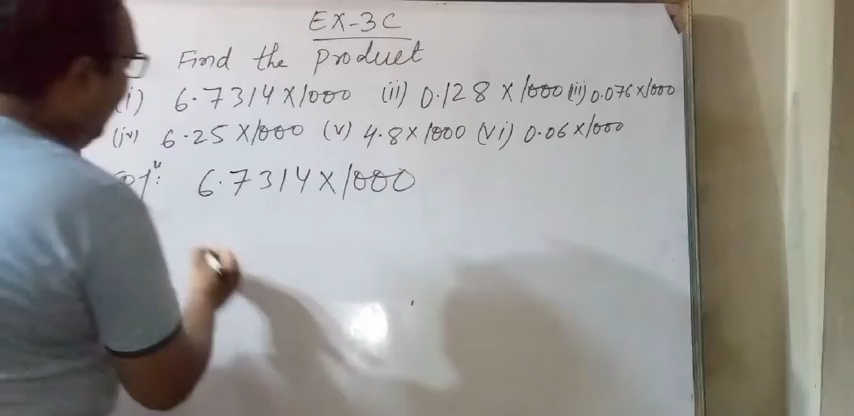 EX-3C
Find the product
(i) 6.7314 X 1000 (ii) 0.128 X 1000 (iii) 0.076 X 1000
(iv) 6.25 X 1000 (v) 4.8 X 1000 (vi) 0.06 X 1000
Solⁿ: 6.7314 X 1000